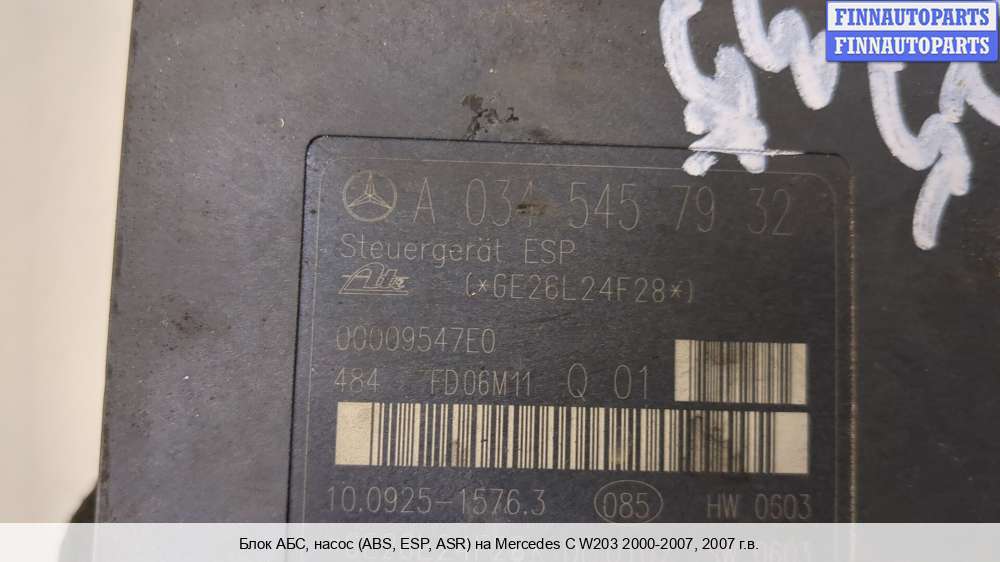 FINNAUTOPARTS
FINNAUTOPARTS
A 034 545 79 32
Steuergerät ESP
Ate (*GE26L24F28*)
00009547E0
484 FD06M11 Q 01
10.0925-1576.3 085 HW 0603
Блок АБС, насос (ABS, ESP, ASR) на Mercedes C W203 2000-2007, 2007 г.в.